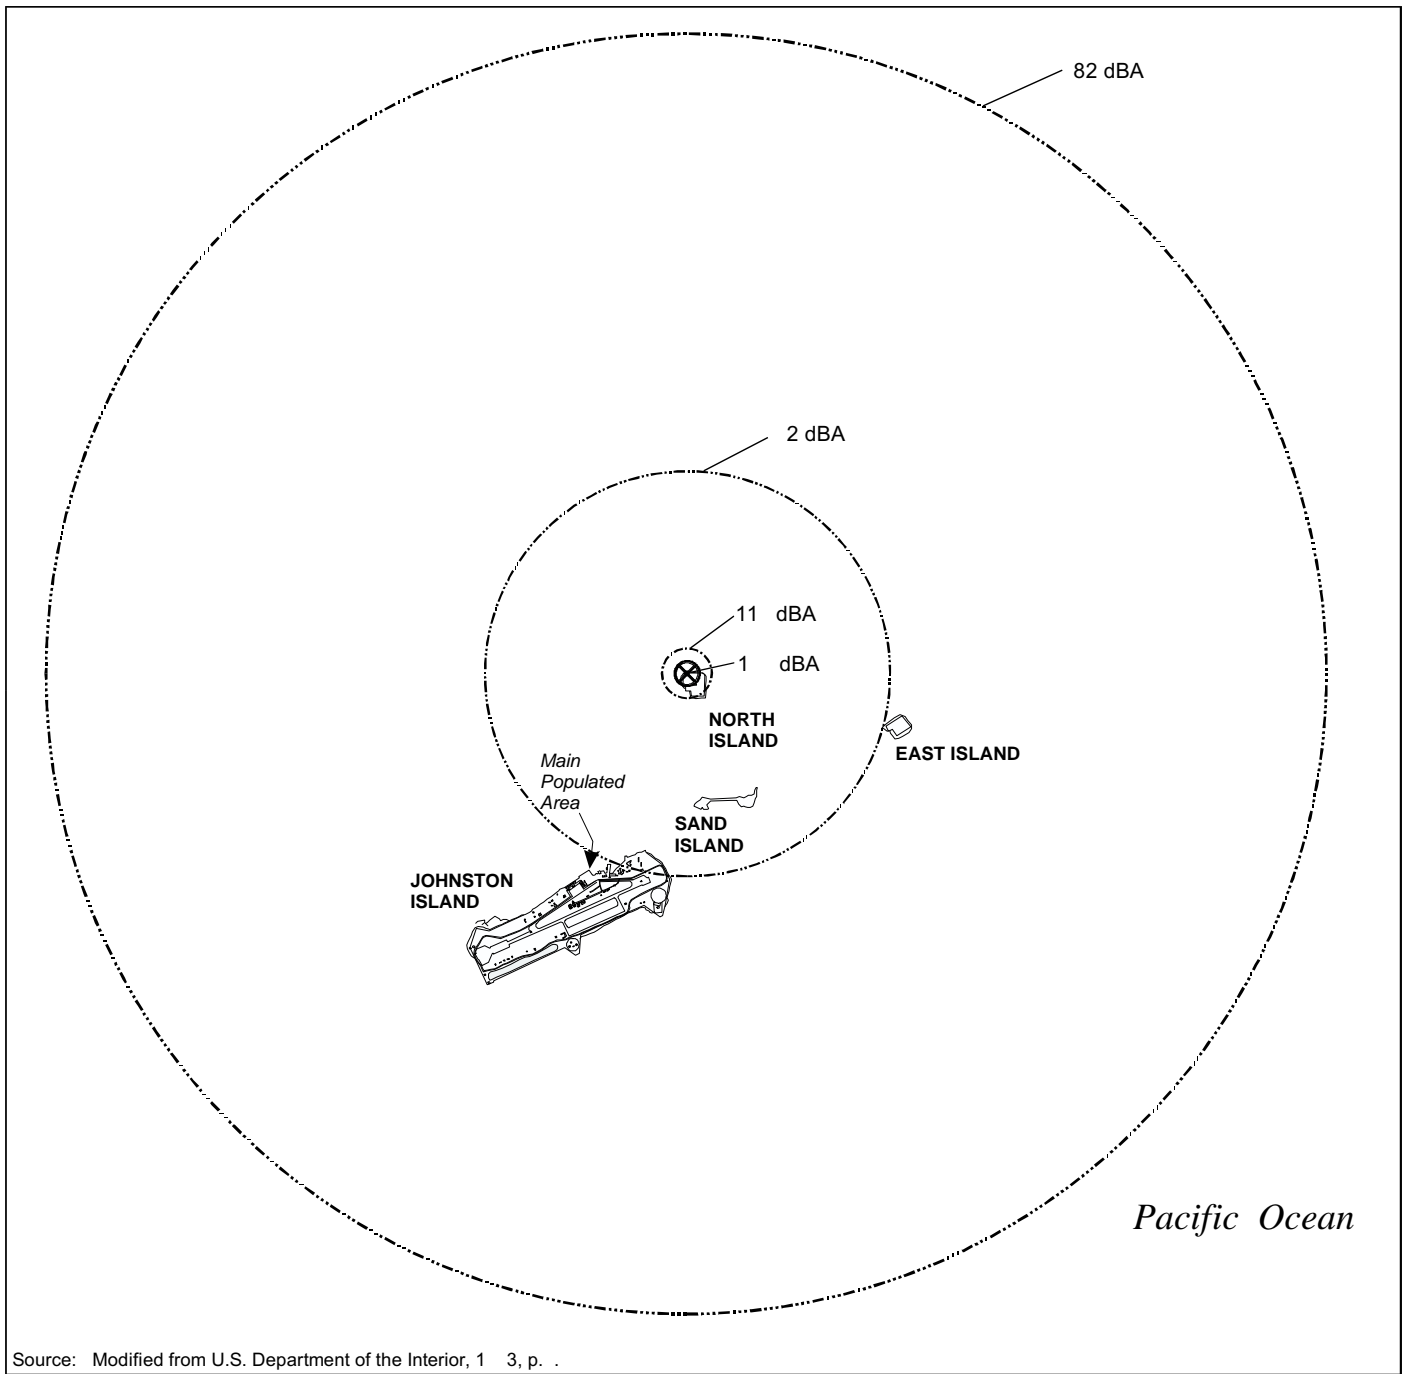 82 dBA
2 dBA
11 dBA
1 dBA
NORTH
ISLAND
EAST ISLAND
Main
Populated
Area
SAND
ISLAND
JOHNSTON
ISLAND
Pacific Ocean
Source: Modified from U.S. Department of the Interior, 1 3, p. .